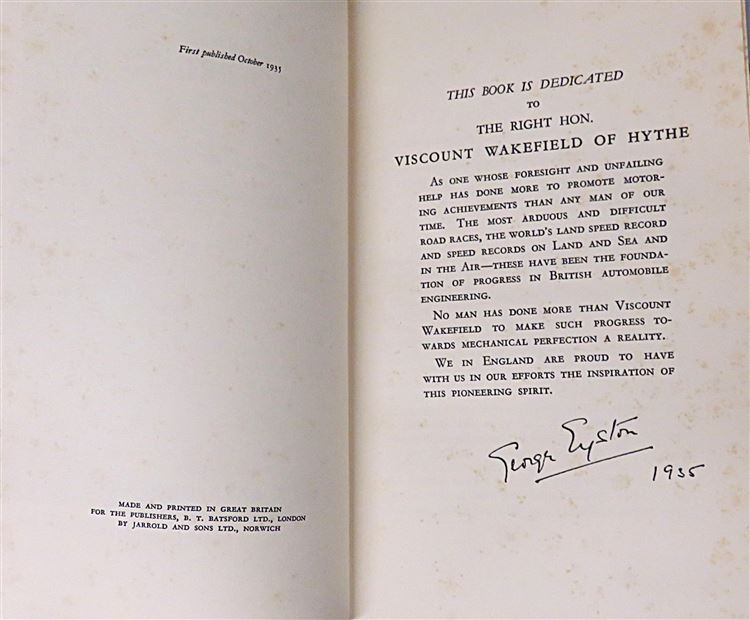 First published October 1935
MADE AND PRINTED IN GREAT BRITAIN
FOR THE PUBLISHERS, B. T. BATSFORD LTD., LONDON
BY JARROLD AND SONS LTD., NORWICH
THIS BOOK IS DEDICATED
TO
THE RIGHT HON.
VISCOUNT WAKEFIELD OF HYTHE
AS ONE WHOSE FORESIGHT AND UNFAILING
HELP HAS DONE MORE TO PROMOTE MOTOR-
ING ACHIEVEMENTS THAN ANY MAN OF OUR
TIME. THE MOST ARDUOUS AND DIFFICULT
ROAD RACES, THE WORLD'S LAND SPEED RECORD
AND SPEED RECORDS ON LAND AND SEA AND
IN THE AIR—THESE HAVE BEEN THE FOUNDA-
TION OF PROGRESS IN BRITISH AUTOMOBILE
ENGINEERING.
NO MAN HAS DONE MORE THAN VISCOUNT
WAKEFIELD TO MAKE SUCH PROGRESS TO-
WARDS MECHANICAL PERFECTION A REALITY.
WE IN ENGLAND ARE PROUD TO HAVE
WITH US IN OUR EFFORTS THE INSPIRATION OF
THIS PIONEERING SPIRIT.
George Eyston
1935